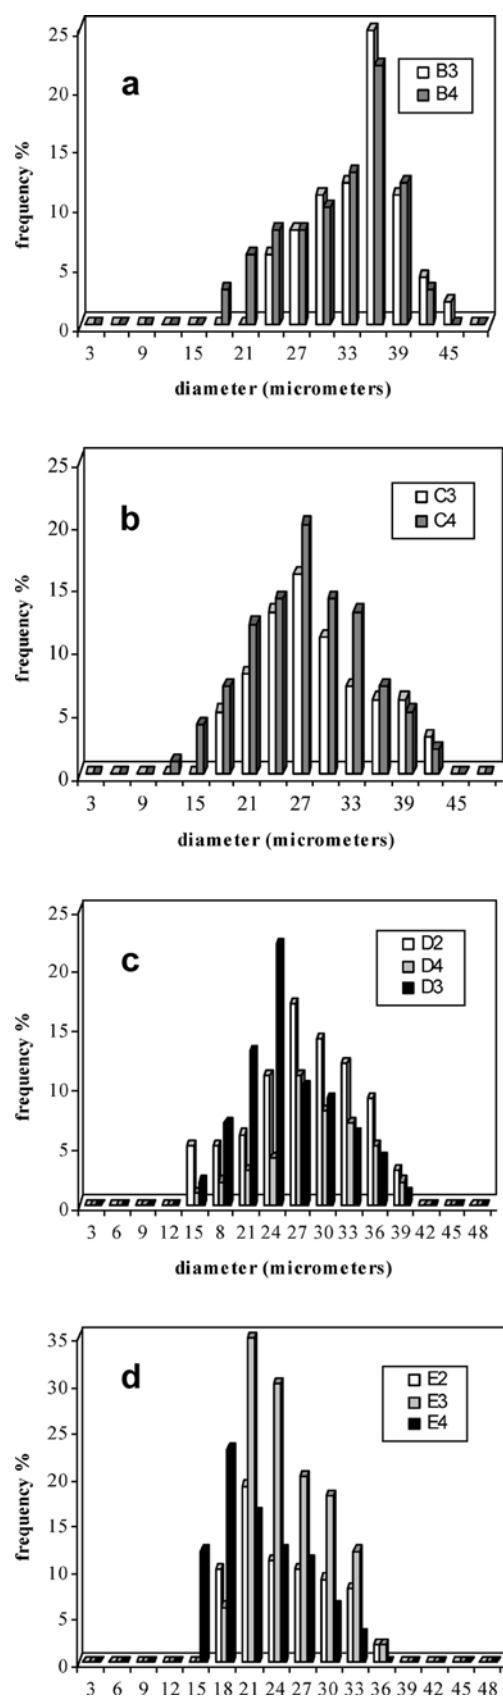 25
a
B3
B4
20
15
10
5
0
frequency %
3 9 15 21 27 33 39 45
diameter (micrometers)
25
b
C3
C4
20
15
10
5
0
frequency %
3 9 15 21 27 33 39 45
diameter (micrometers)
25
c
D2
D4
D3
20
15
10
5
0
frequency %
3 6 9 12 15 8 21 24 27 30 33 36 39 42 45 48
diameter (micrometers)
35
d
E2
E3
E4
30
25
20
15
10
5
0
frequency %
3 6 9 12 15 18 21 24 27 30 33 36 39 42 45 48